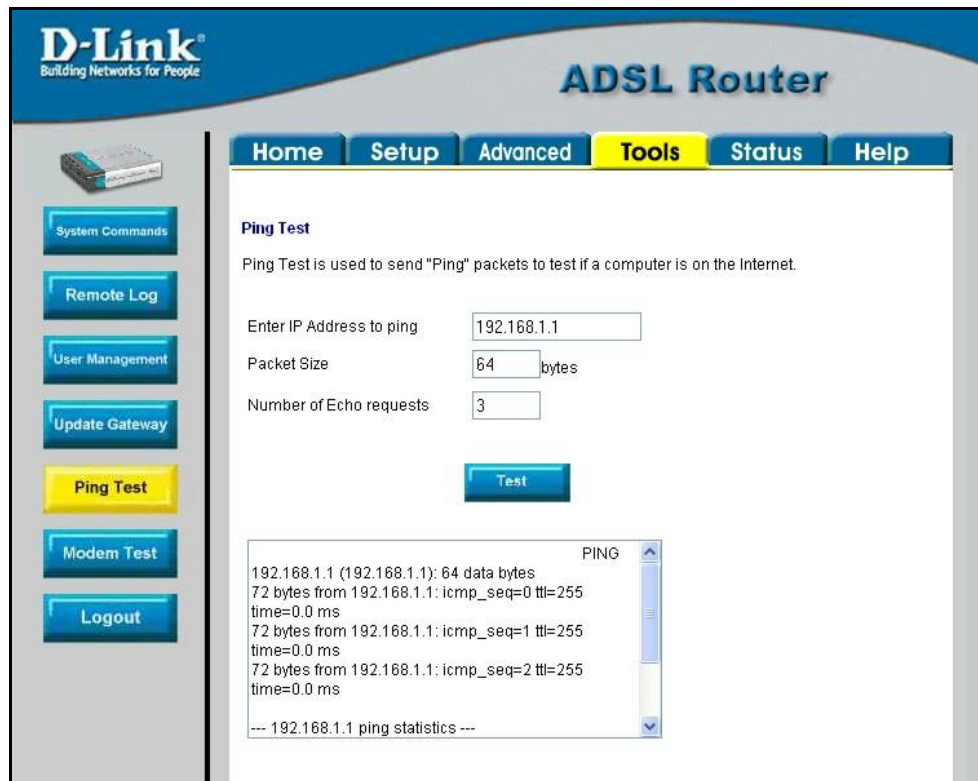 D-Link®
Building Networks for People
ADSL Router
Home
Setup
Advanced
Tools
Status
Help
System Commands
Remote Log
User Management
Update Gateway
Ping Test
Modem Test
Logout
Ping Test
Ping Test is used to send "Ping" packets to test if a computer is on the Internet.
Enter IP Address to ping
192.168.1.1
Packet Size
64
bytes
Number of Echo requests
3
Test
PING
192.168.1.1 (192.168.1.1): 64 data bytes
72 bytes from 192.168.1.1: icmp_seq=0 ttl=255
time=0.0 ms
72 bytes from 192.168.1.1: icmp_seq=1 ttl=255
time=0.0 ms
72 bytes from 192.168.1.1: icmp_seq=2 ttl=255
time=0.0 ms
--- 192.168.1.1 ping statistics ---